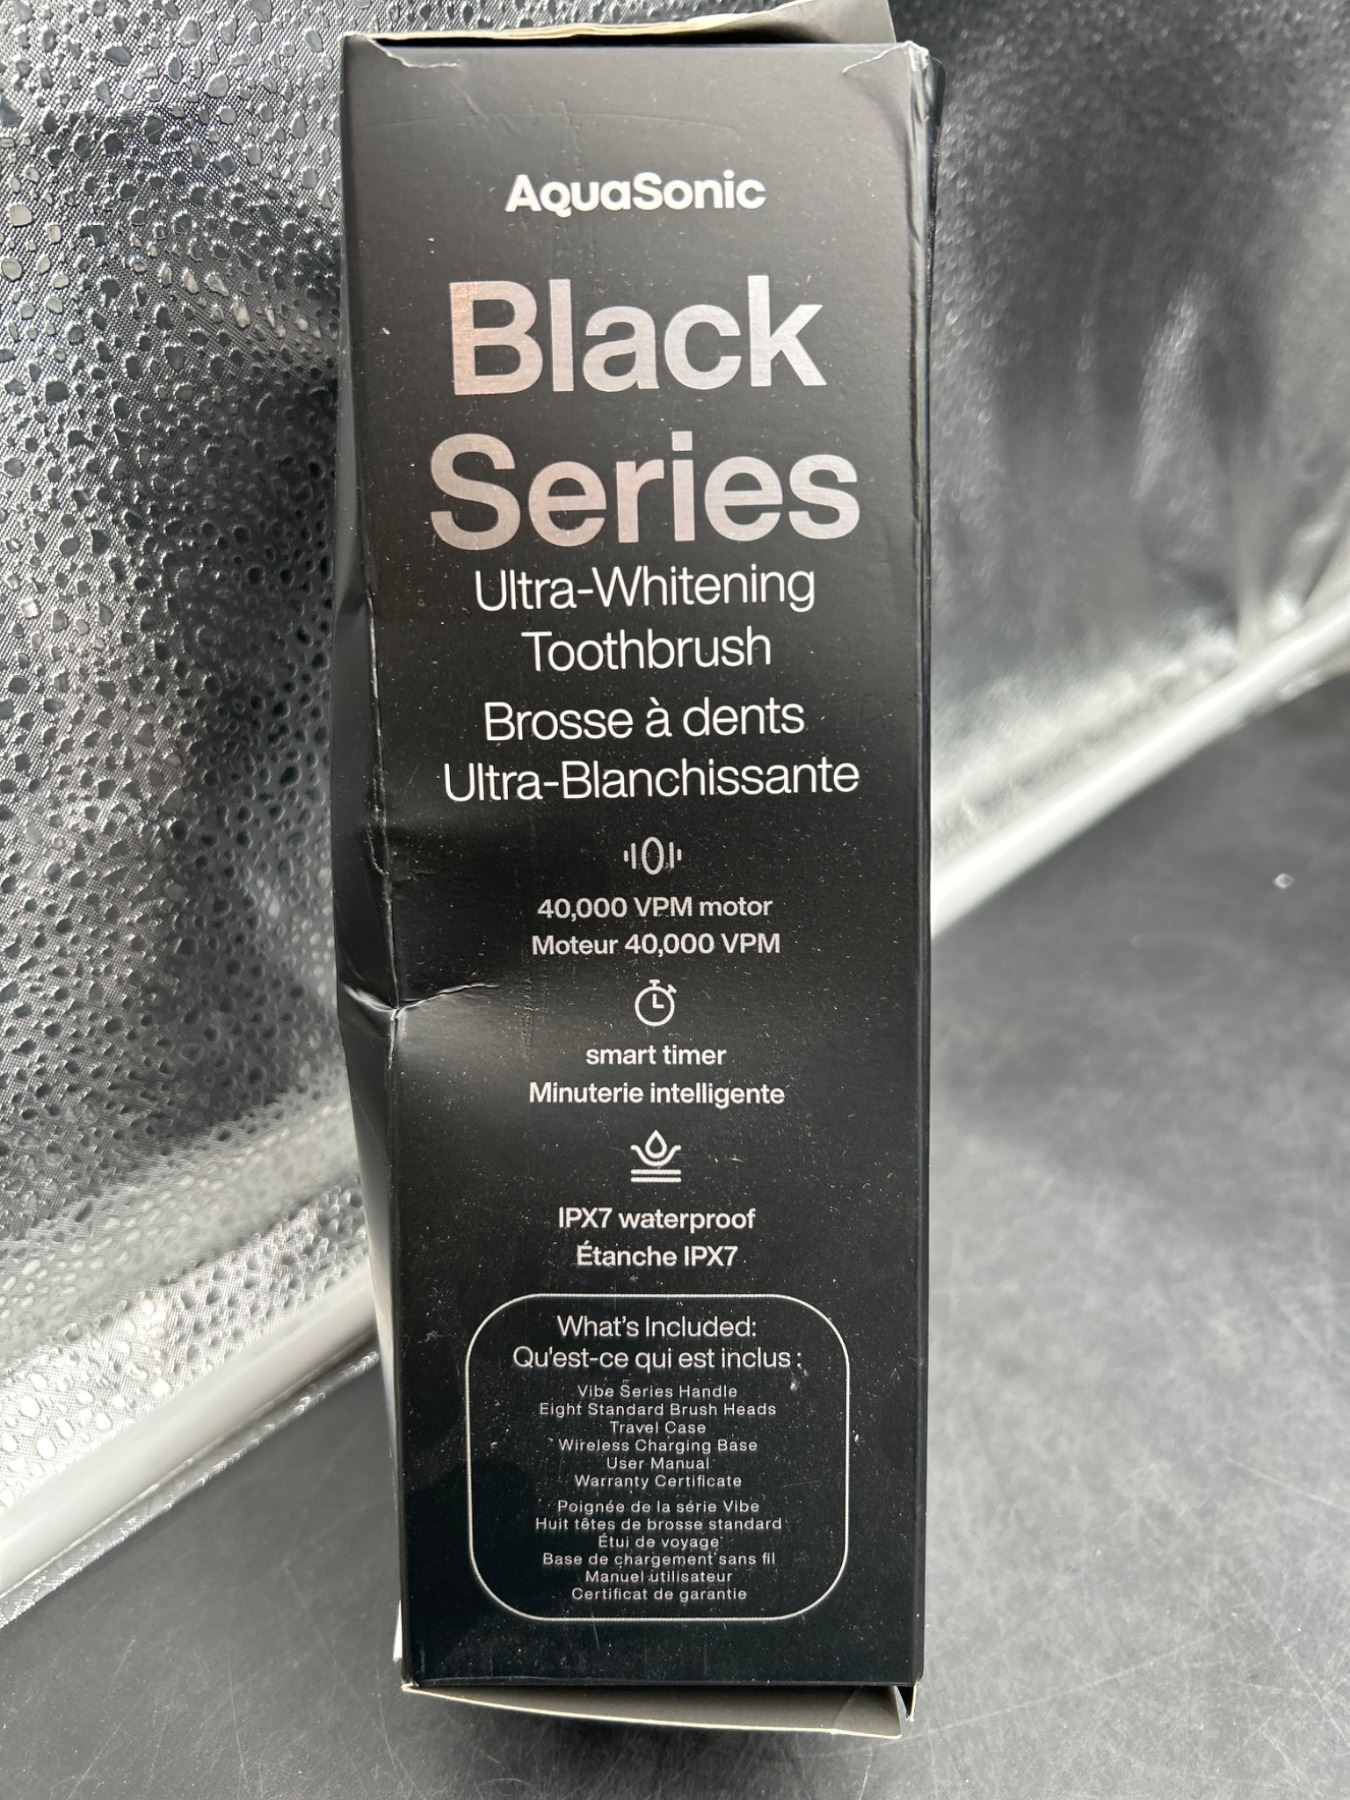 AquaSonic
Black
Series
Ultra-Whitening
Toothbrush
Brosse à dents
Ultra-Blanchissante
40,000 VPM motor
Moteur 40,000 VPM
smart timer
Minuterie intelligente
IPX7 waterproof
Étanche IPX7
What's Included:
Qu'est-ce qui est inclus :
Vibe Series Handle
Eight Standard Brush Heads
Travel Case
Wireless Charging Base
User Manual
Warranty Certificate
Poignée de la série Vibe
Huit têtes de brosse standard
Étui de voyage
Base de chargement sans fil
Manuel utilisateur
Certificat de garantie